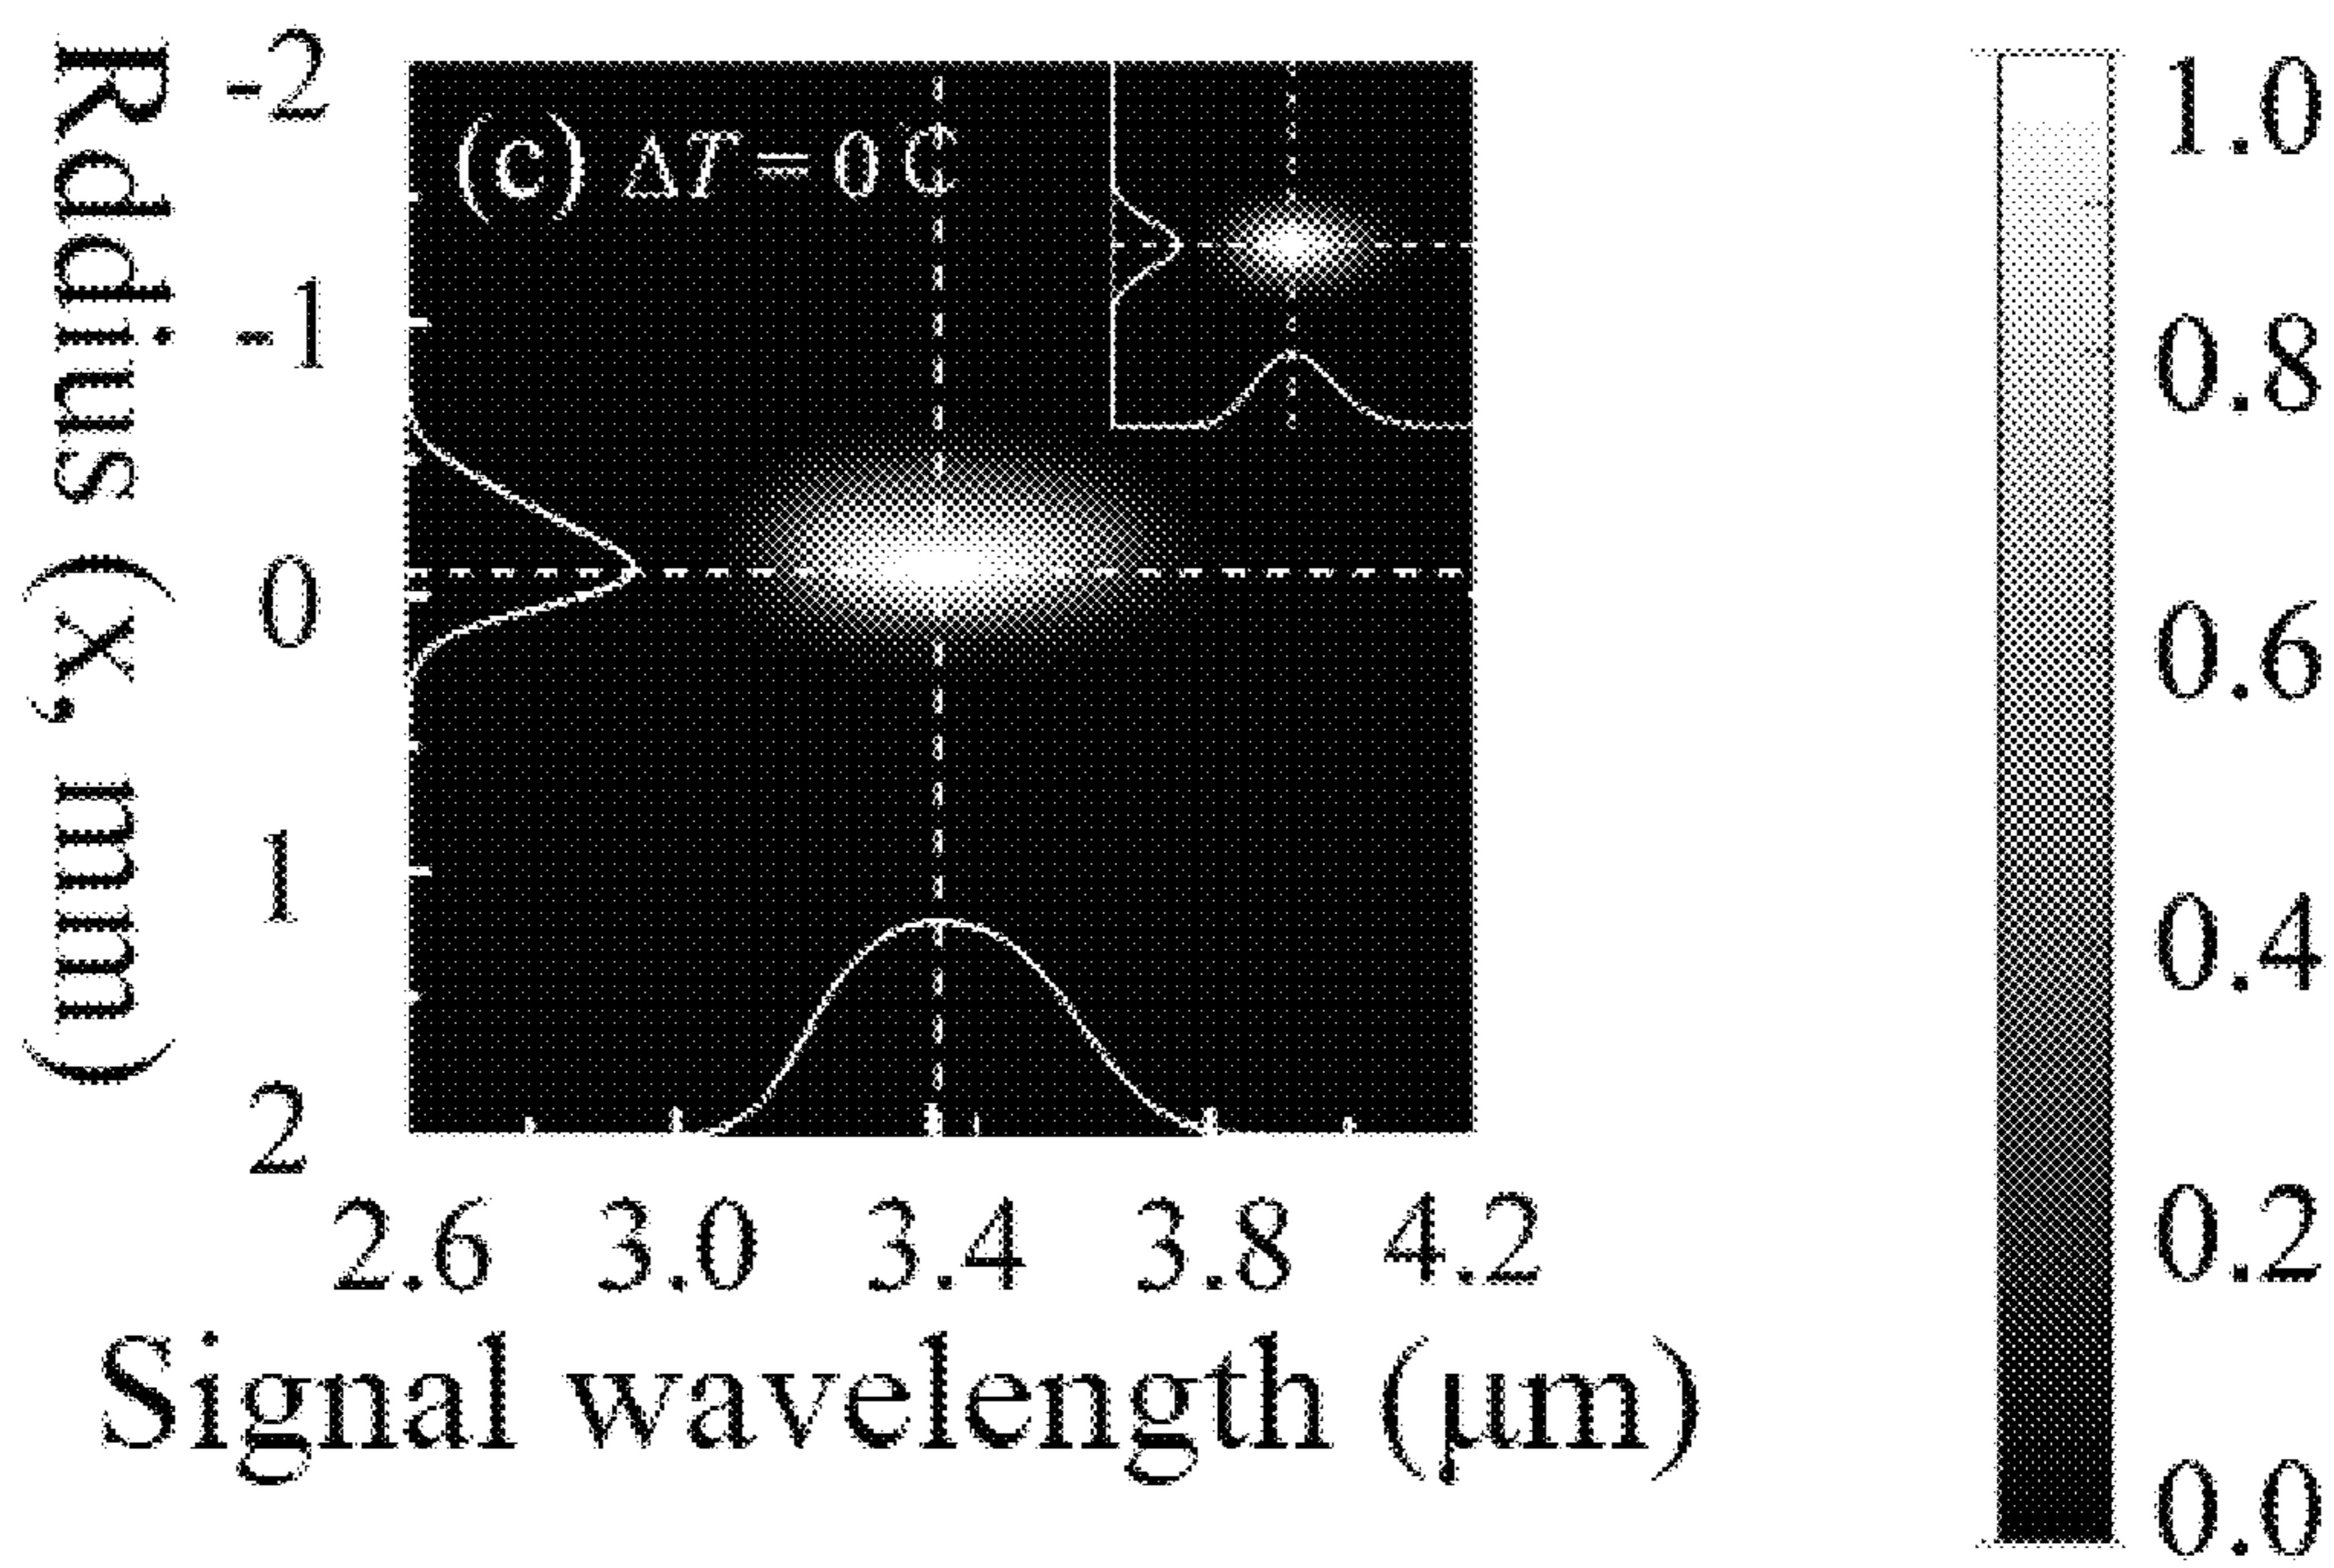 Rddius (x, mm)
-2
-1
0
1
2
(c) ΔT = 0℃
2.6 3.0 3.4 3.8 4.2
Signal wavelength (μm)
1.0
0.8
0.6
0.4
0.2
0.0